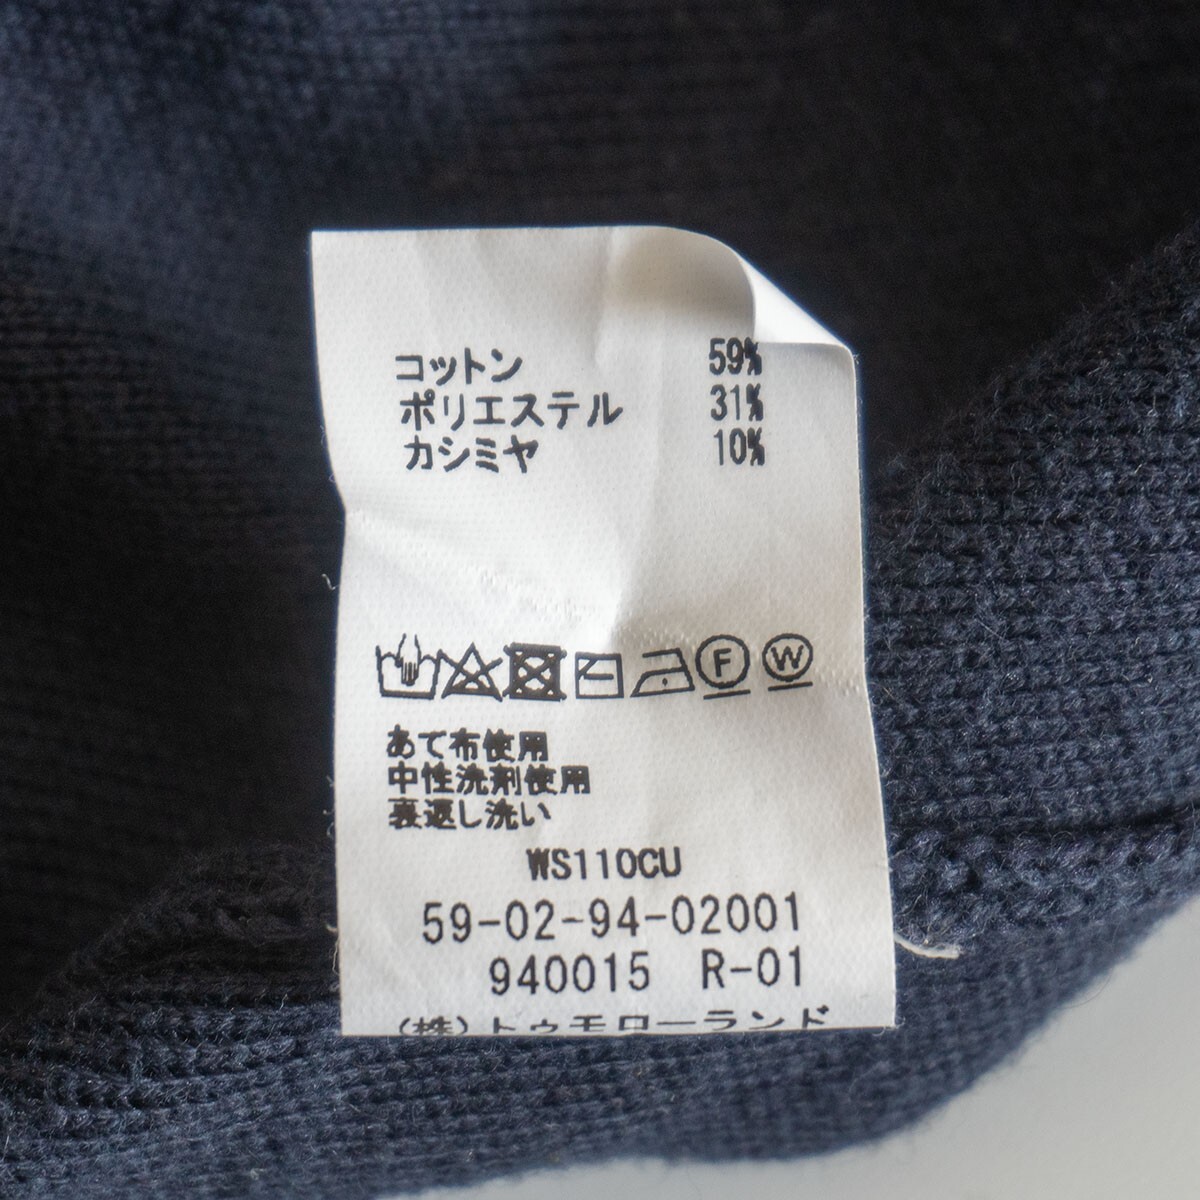 コットン 59%
ポリエステル 31%
カシミヤ 10%
F W
あて布使用
中性洗剤使用
裏返し洗い
WS110CU
59-02-94-02001
940015 R-01
(株)トゥモローランド